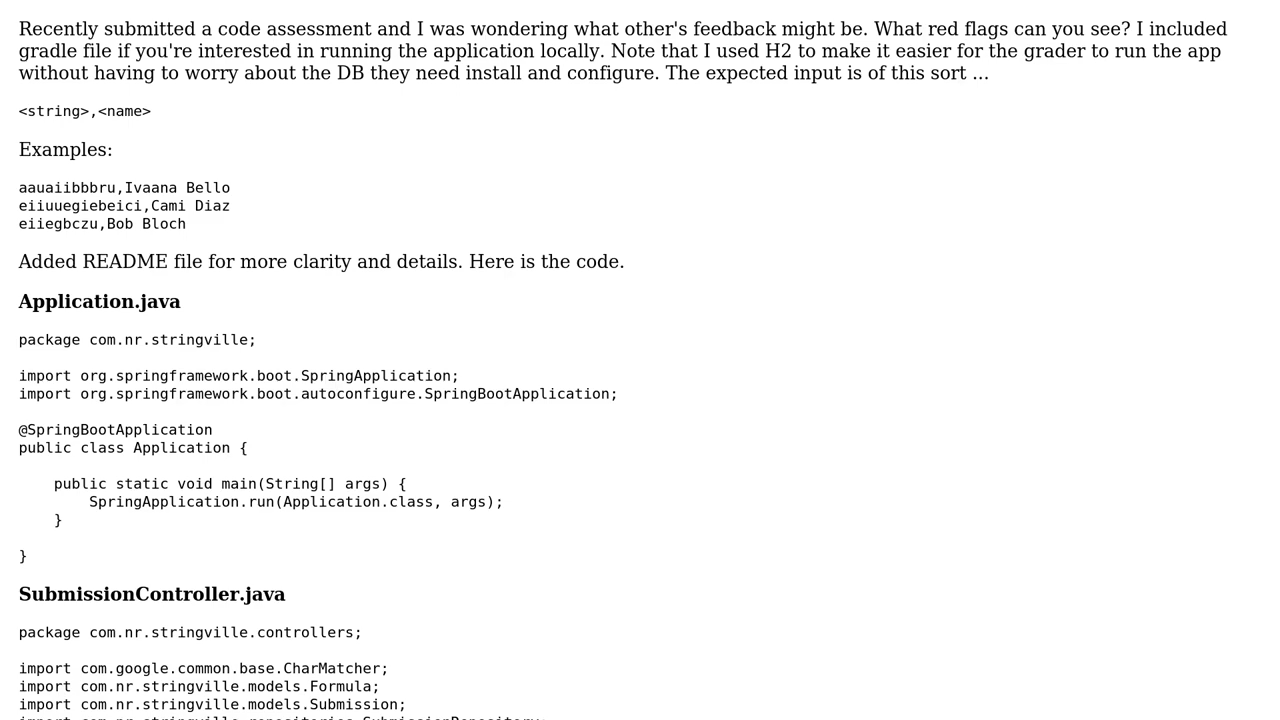 Recently submitted a code assessment and I was wondering what other's feedback might be. What red flags can you see? I included
gradle file if you're interested in running the application locally. Note that I used H2 to make it easier for the grader to run the app
without having to worry about the DB they need install and configure. The expected input is of this sort ...
<string>,<name>
Examples:
aauaiibbbru,Ivaana Bello
eiiuuegiebeici,Cami Diaz
eiiegbczu,Bob Bloch
Added README file for more clarity and details. Here is the code.
Application.java
package com.nr.stringville;
import org.springframework.boot.SpringApplication;
import org.springframework.boot.autoconfigure.SpringBootApplication;
@SpringBootApplication
public class Application {
    public static void main(String[] args) {
        SpringApplication.run(Application.class, args);
    }
}
SubmissionController.java
package com.nr.stringville.controllers;
import com.google.common.base.CharMatcher;
import com.nr.stringville.models.Formula;
import com.nr.stringville.models.Submission;
import com.nr.stringville.repositories.SubmissionRepository;